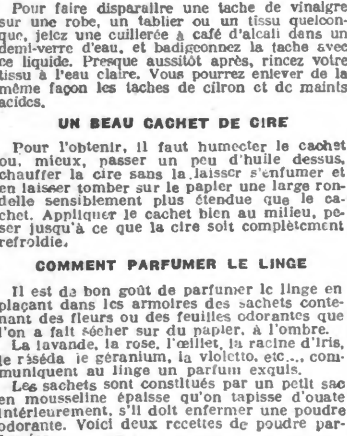 Pour faire disparaître une tache de vinaigre
sur une robe, un tablier ou un tissu quelcon-
que, jetez une cuillerée à café d'alcali dans un
demi-verre d'eau, et badigeonnez la tache avec
ce liquide. Presque aussitôt après, rincez votre
tissu à l'eau claire. Vous pourrez enlever de la
même façon les taches de citron et de maints
acides.
UN BEAU CACHET DE CIRE
Pour l'obtenir, il faut humecter le cachet
ou, mieux, passer un peu d'huile dessus,
chauffer la cire sans la laisser s'enfumer et
en laisser tomber sur le papier une large ron-
delle sensiblement plus étendue que le ca-
chet. Appliquer le cachet bien au milieu, pe-
ser jusqu'à ce que la cire soit complètement
refroidie.
COMMENT PARFUMER LE LINGE
Il est de bon goût de parfumer le linge en
plaçant dans les armoires des sachets conte-
nant des fleurs ou des feuilles odorantes que
l'on a fait sécher sur du papier, à l'ombre.
La lavande, la rose, l'œillet, la racine d'iris,
le réséda le géranium, la violette, etc..., com-
muniquent au linge un parfum exquis.
Les sachets sont constitués par un petit sac
en mousseline épaisse qu'on tapisse d'ouate
intérieurement, s'il doit enfermer une poudre
odorante. Voici deux recettes de poudre par-